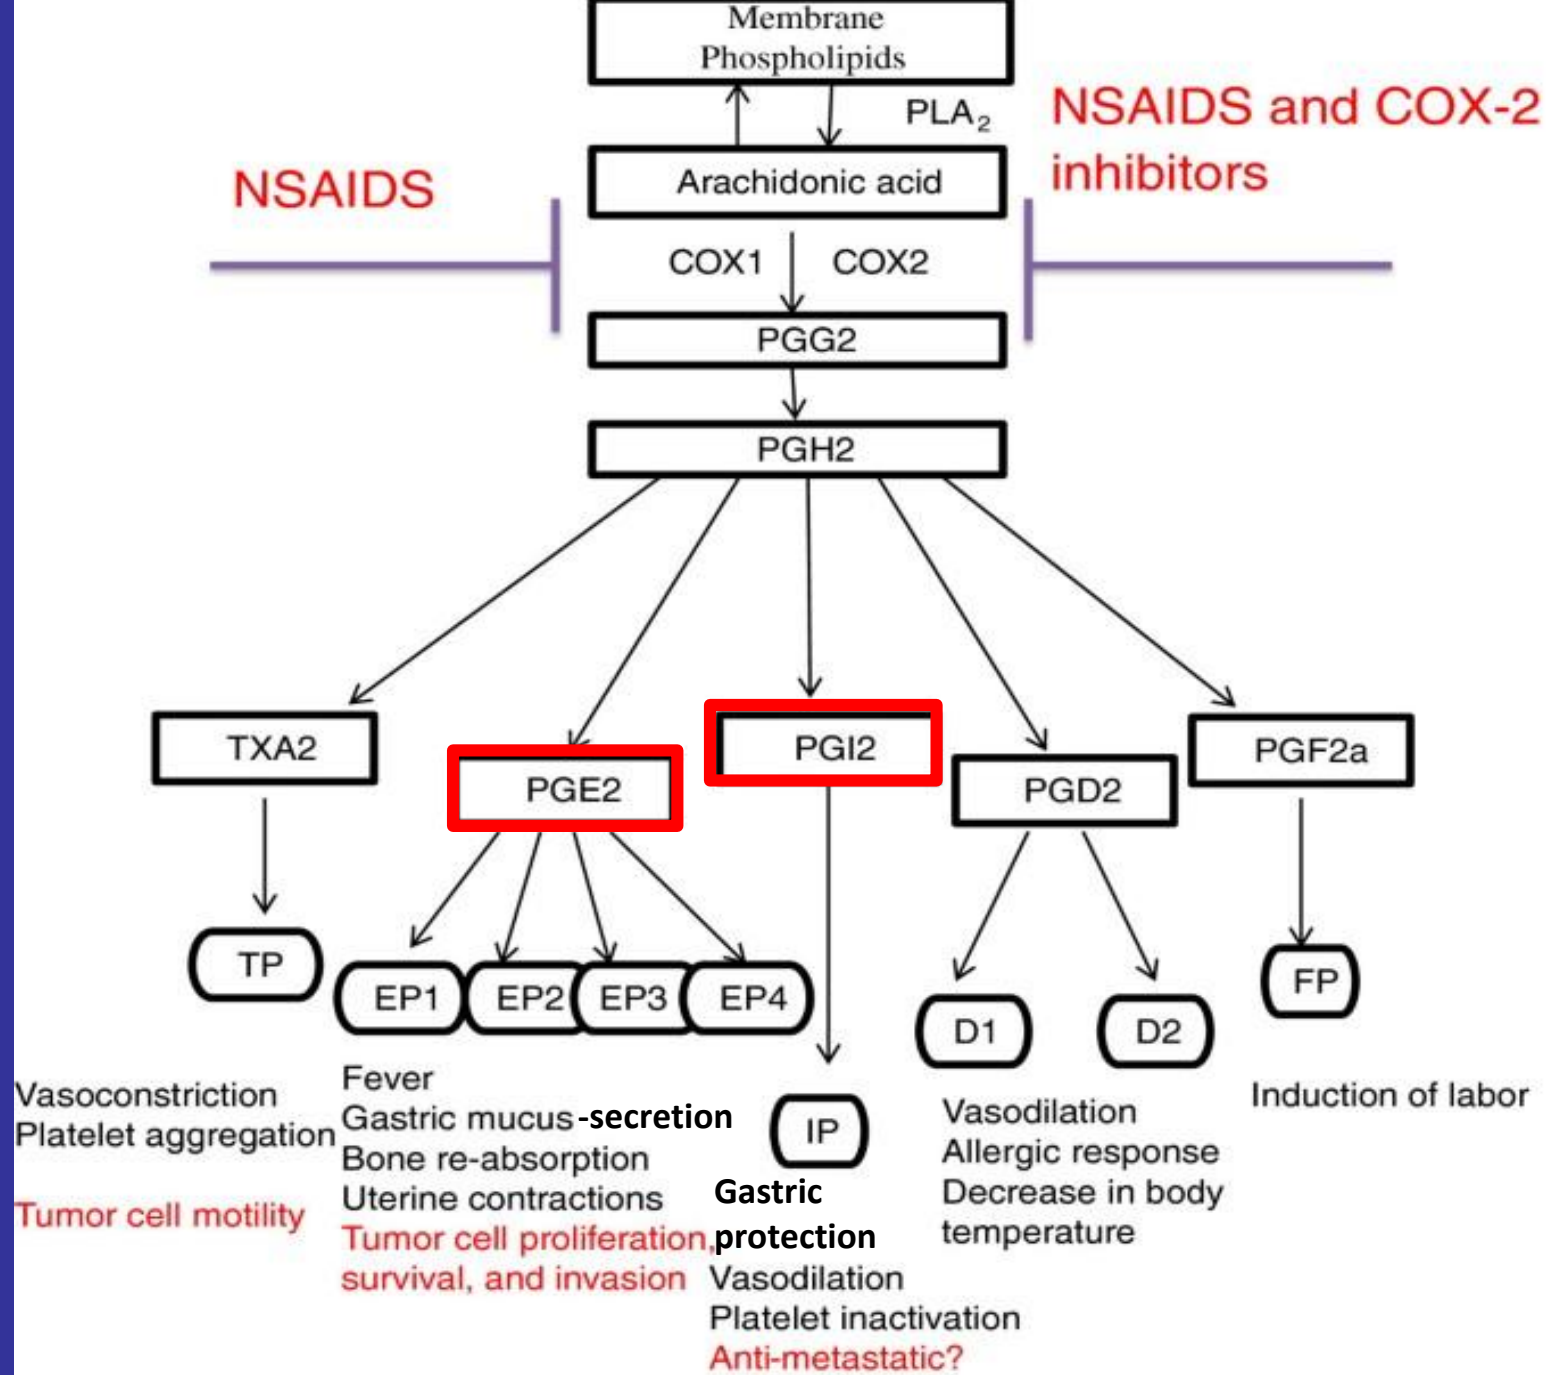 Membrane
Phospholipids
PLA2
NSAIDS and COX-2
inhibitors
NSAIDS
Arachidonic acid
COX1 COX2
PGG2
PGH2
TXA2
PGE2
PGI2
PGD2
PGF2a
TP
EP1 EP2 EP3 EP4
IP
D1 D2
FP
Vasoconstriction
Platelet aggregation
Tumor cell motility
Fever
Gastric mucus-secretion
Bone re-absorption
Uterine contractions
Tumor cell proliferation,
survival, and invasion
Gastric
protection
Vasodilation
Platelet inactivation
Anti-metastatic?
Vasodilation
Allergic response
Decrease in body
temperature
Induction of labor